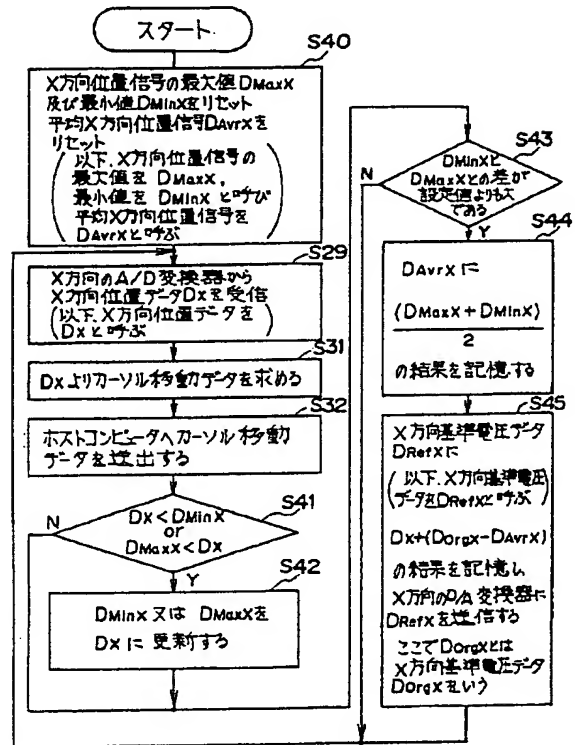 スタート
S40
X方向位置信号の最大値DMaxX
及び最小値DMinXをリセット
平均X方向位置信号DAvrXを
リセット
(以下、X方向位置信号の
最大値をDMaxX,
最小値をDMinXと呼び
平均X方向位置信号を
DAvrXと呼ぶ)
S29
X方向のA/D変換器から
X方向位置データDxを受信
(以下、X方向位置データを
Dxと呼ぶ)
S31
Dxよりカーソル移動データを求める
S32
ホストコンピュータへカーソル移動
データを送出する
S41
N
Dx<DMinX
or
DMaxX<Dx
Y
S42
DMinX又はDMaxXを
Dxに更新する
S43
N
DMinXと
DMaxXとの差が
設定値よりも大
である
Y
S44
DAvrXに
(DMaxX+DMinX)
2
の結果を記憶する
S45
X方向基準電圧データ
DRefXに
(以下、X方向基準電圧
データをDRefXと呼ぶ)
Dx+(DOrgX-DAvrX)
の結果を記憶し
X方向のD/A変換器に
DRefXを送信する
ここでDOrgXとは
X方向基準電圧データ
DOrgXをいう